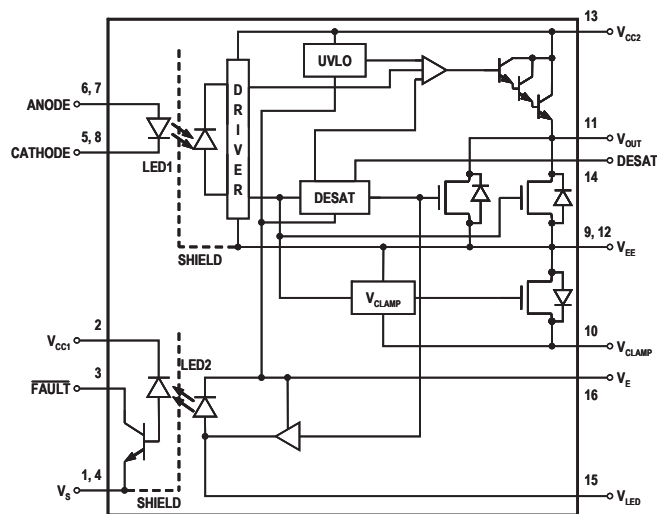 13
VCC2
UVLO
6, 7
ANODE
DRIVER
5, 8
CATHODE
LED1
11
VOUT
DESAT
14
DESAT
9, 12
VEE
SHIELD
VCLAMP
2
VCC1
10
VCLAMP
LED2
3
FAULT
VE
16
1, 4
VS
SHIELD
15
VLED